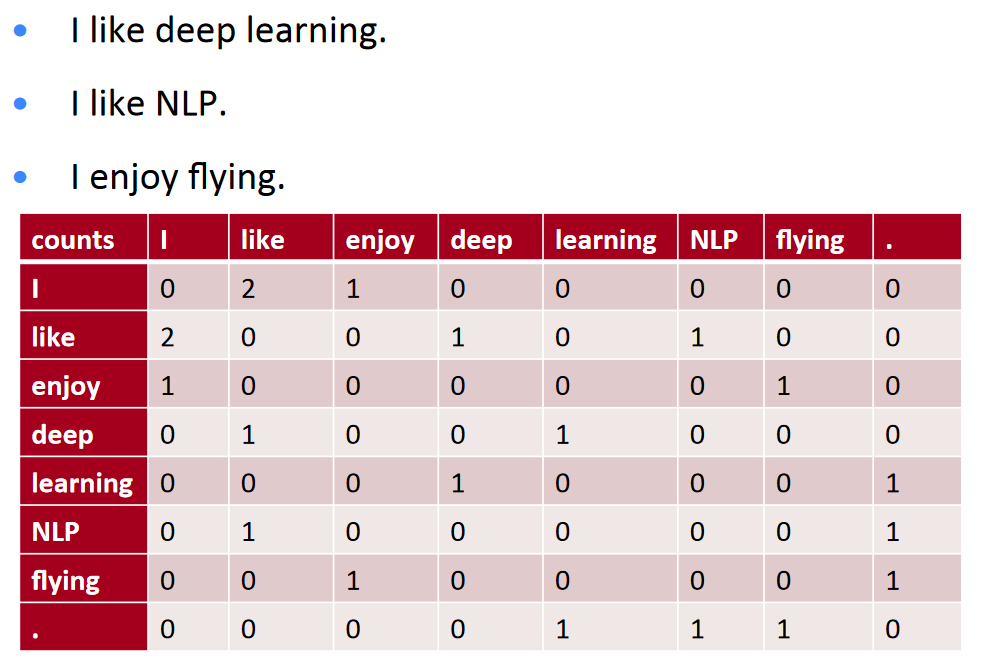 • I like deep learning.
• I like NLP.
• I enjoy flying.
counts I like enjoy deep learning NLP flying .
I 0 2 1 0 0 0 0 0
like 2 0 0 1 0 1 0 0
enjoy 1 0 0 0 0 0 1 0
deep 0 1 0 0 1 0 0 0
learning 0 0 0 1 0 0 0 1
NLP 0 1 0 0 0 0 0 1
flying 0 0 1 0 0 0 0 1
. 0 0 0 0 1 1 1 0